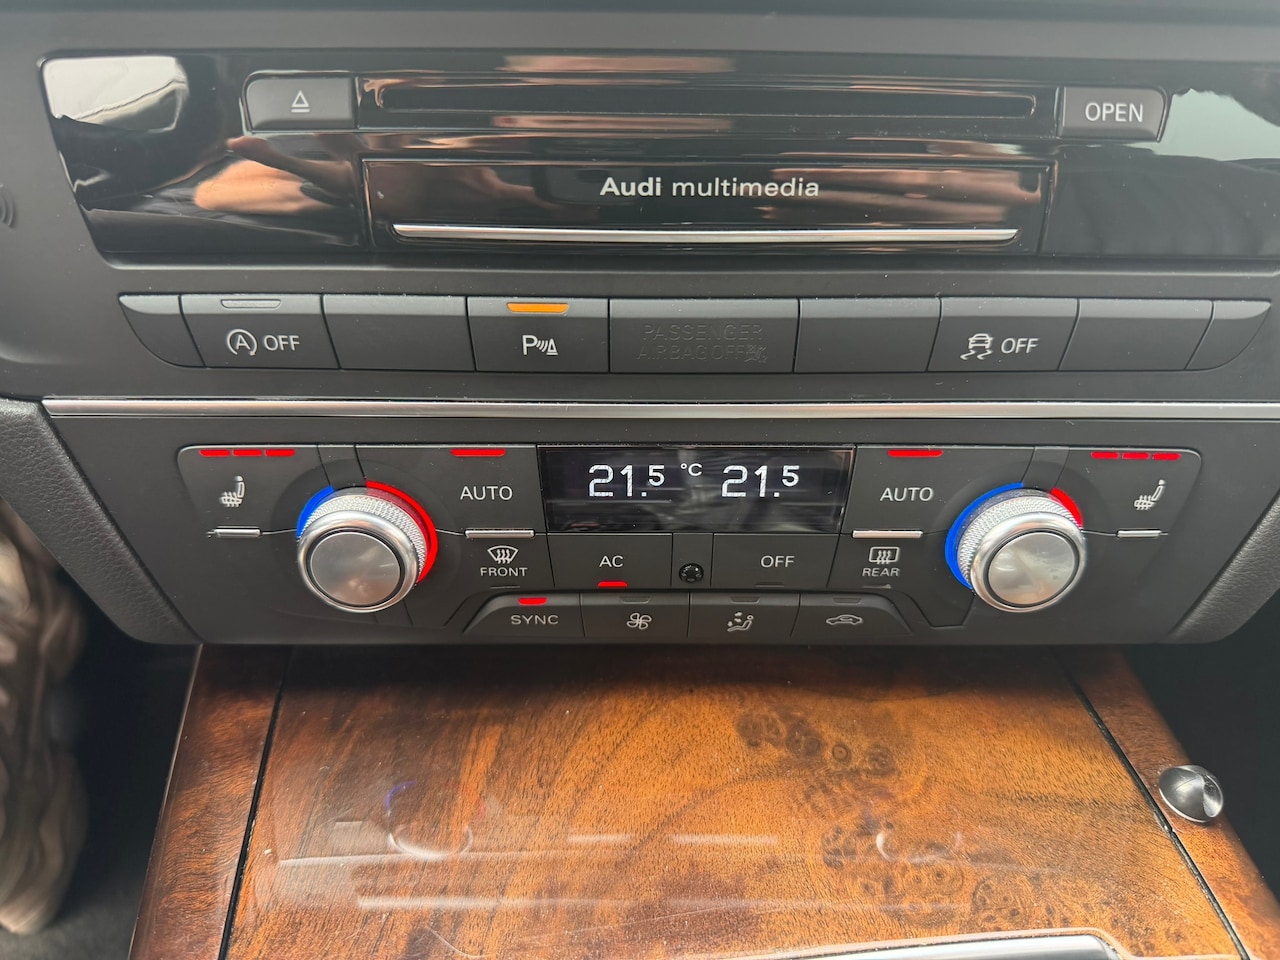 OPEN
Audi multimedia
A OFF
P
PASSENGER
AIRBAG OFF
OFF
21.5 °C 21.5
AUTO
AUTO
FRONT
AC
OFF
REAR
SYNC